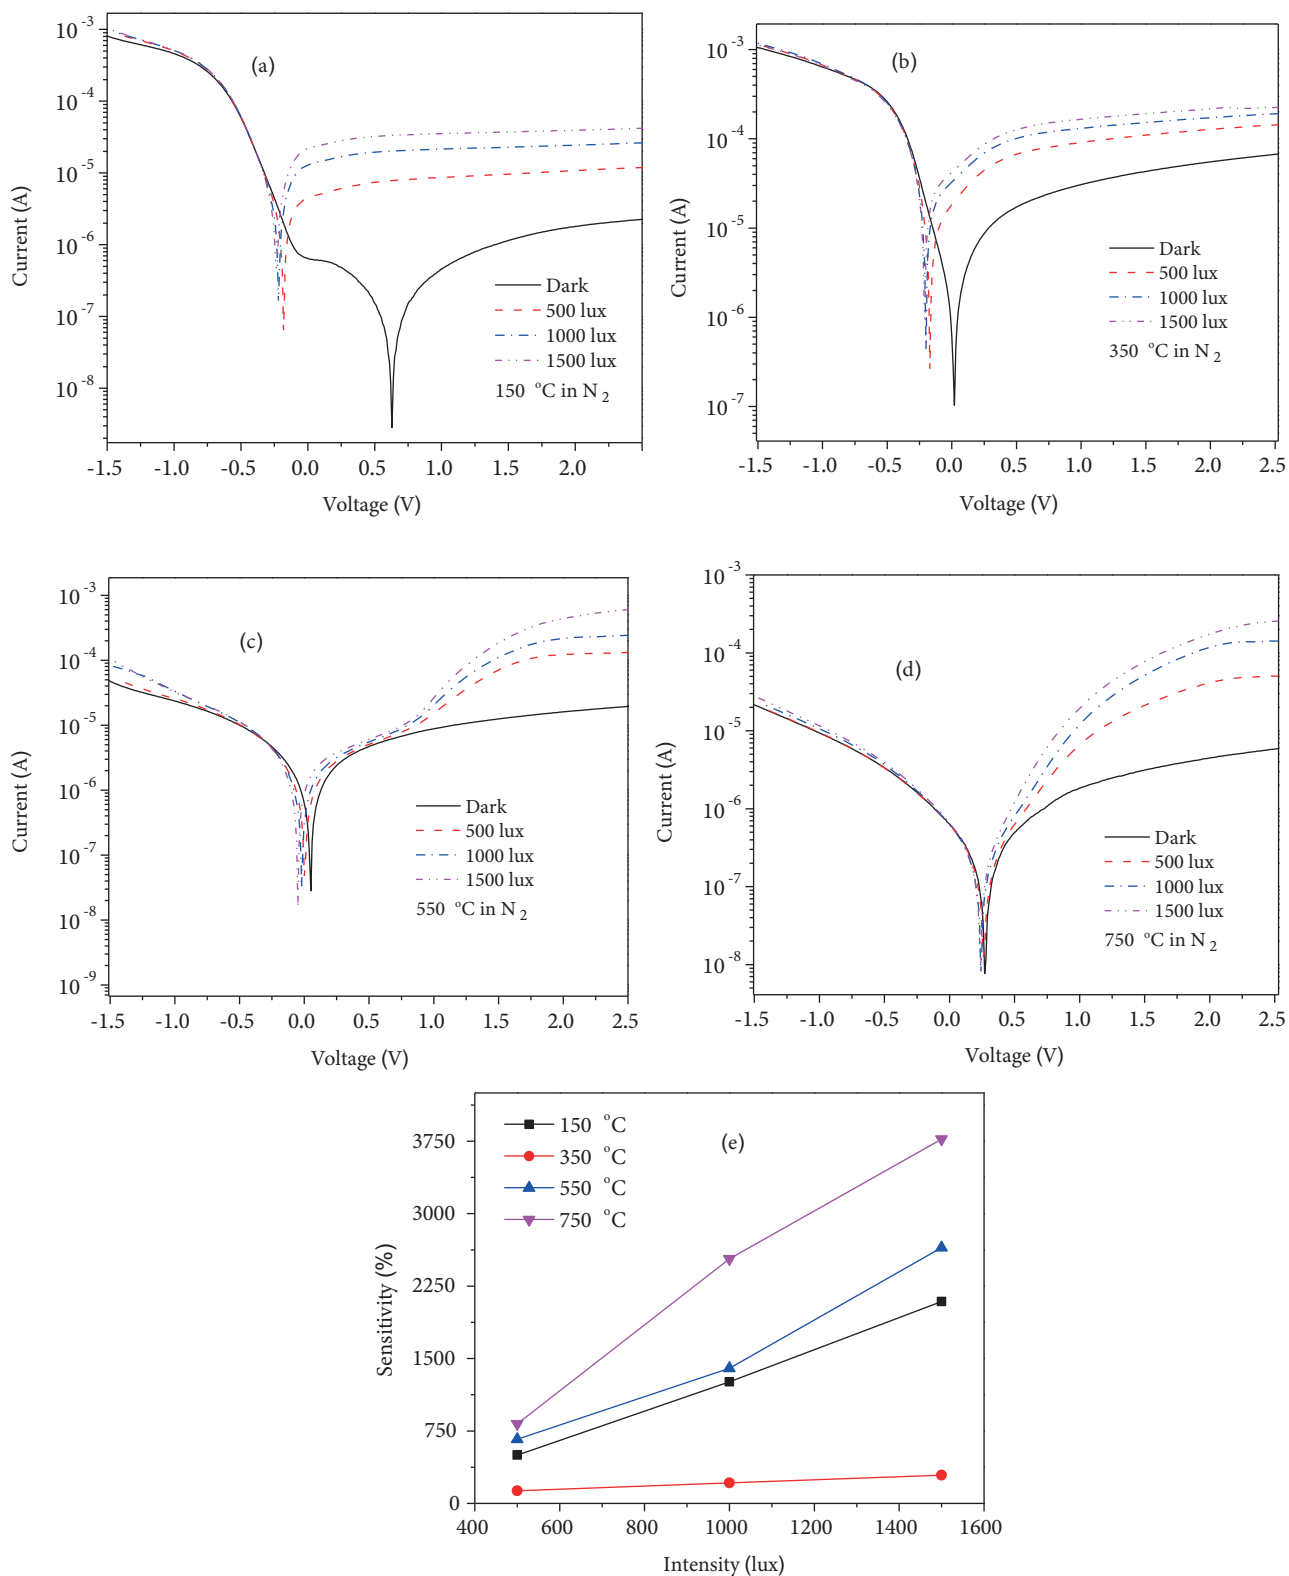 (a)
10-3
10-4
10-5
10-6
10-7
10-8
Current (A)
Dark
500 lux
1000 lux
1500 lux
150 °C in N2
-1.5 -1.0 -0.5 0.0 0.5 1.0 1.5 2.0
Voltage (V)
(b)
10-3
10-4
10-5
10-6
10-7
Current (A)
Dark
500 lux
1000 lux
1500 lux
350 °C in N2
-1.5 -1.0 -0.5 0.0 0.5 1.0 1.5 2.0 2.5
Voltage (V)
(c)
10-3
10-4
10-5
10-6
10-7
10-8
10-9
Current (A)
Dark
500 lux
1000 lux
1500 lux
550 °C in N2
-1.5 -1.0 -0.5 0.0 0.5 1.0 1.5 2.0 2.5
Voltage (V)
(d)
10-3
10-4
10-5
10-6
10-7
10-8
Current (A)
Dark
500 lux
1000 lux
1500 lux
750 °C in N2
-1.5 -1.0 -0.5 0.0 0.5 1.0 1.5 2.0 2.5
Voltage (V)
(e)
150 °C
350 °C
550 °C
750 °C
3750
3000
2250
1500
750
0
Sensitivity (%)
400 600 800 1000 1200 1400 1600
Intensity (lux)